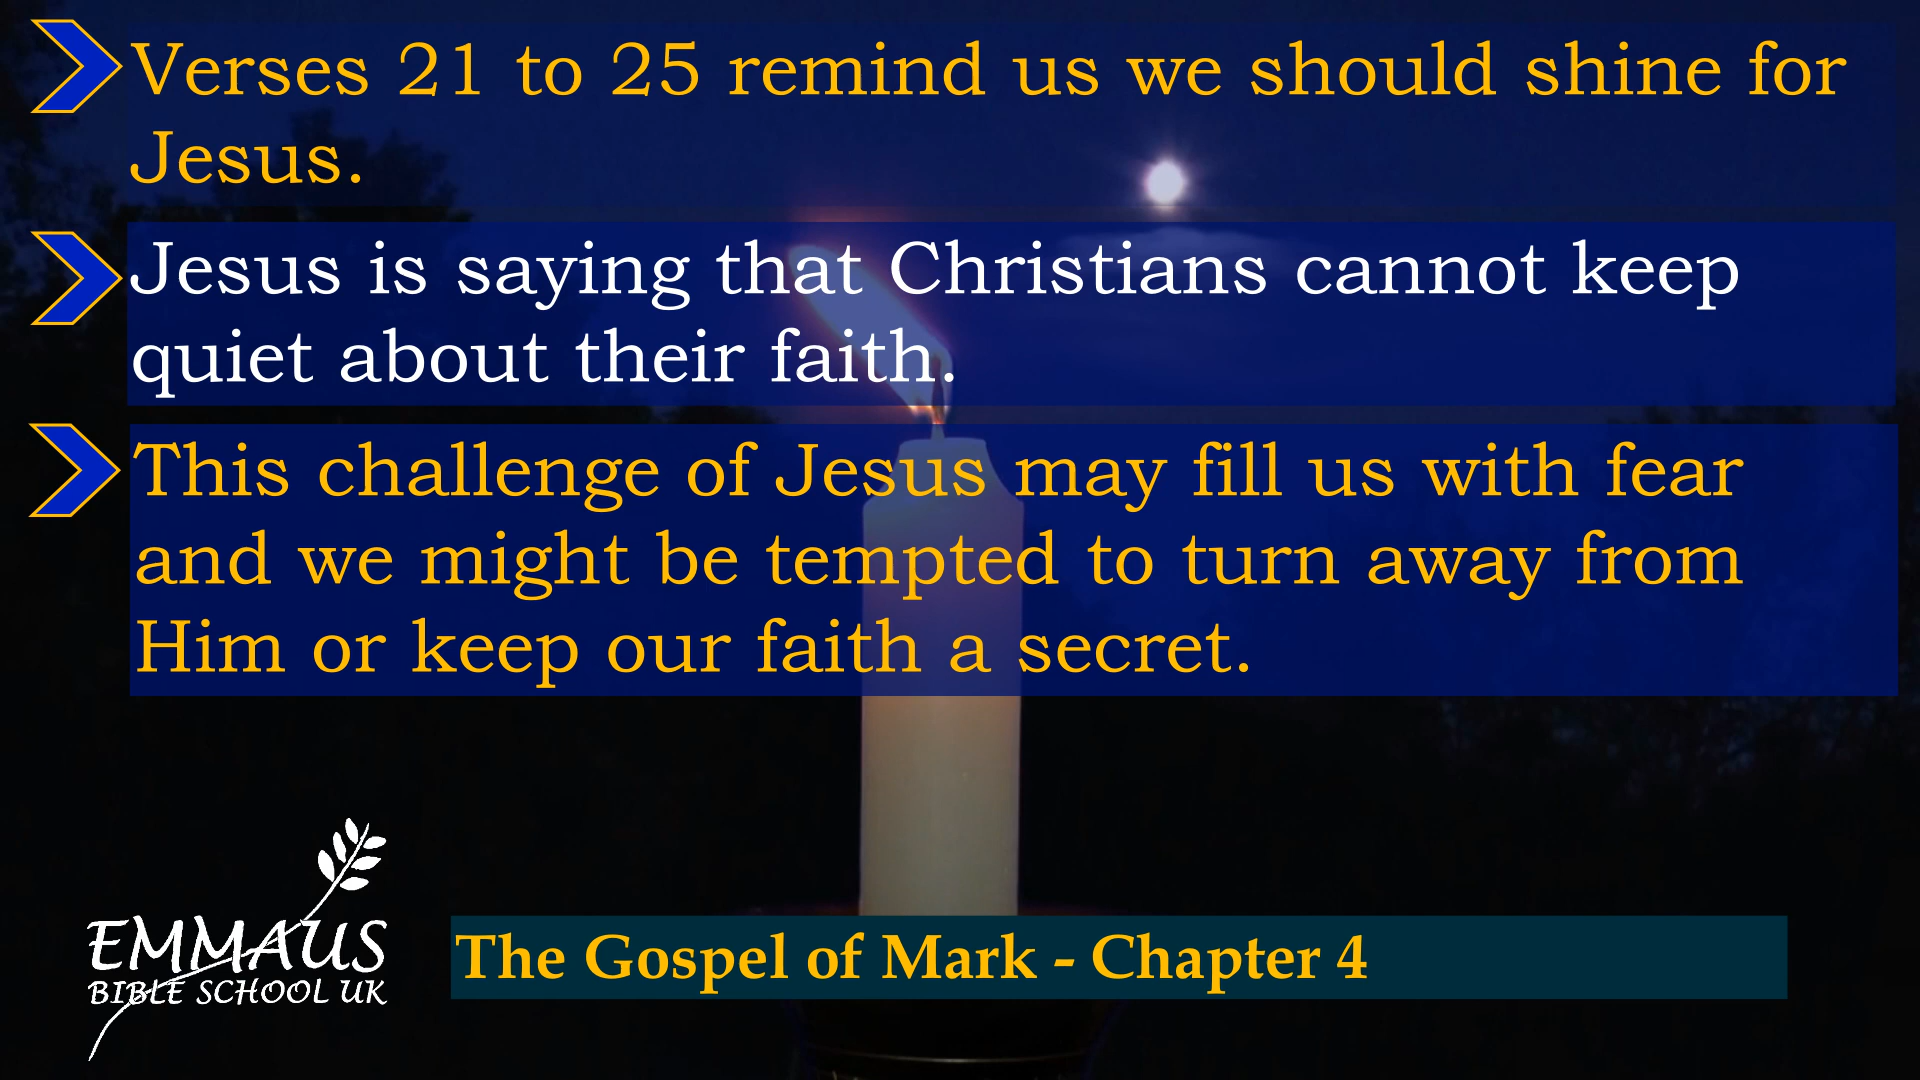 Verses 21 to 25 remind us we should shine for
Jesus.
Jesus is saying that Christians cannot keep
quiet about their faith.
This challenge of Jesus may fill us with fear
and we might be tempted to turn away from
Him or keep our faith a secret.
EMMAUS
BIBLE SCHOOL UK
The Gospel of Mark - Chapter 4